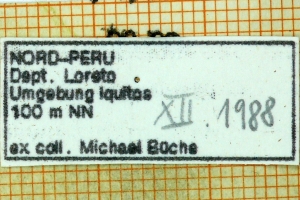 NORD-PERU
Dept. Loreto
Umgebung Iquitos
100 m NN
XII. 1988
ex coll. Michael Büche